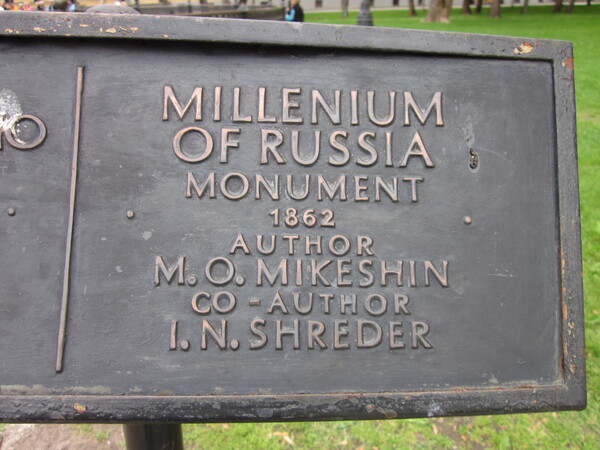 MILLENIUM
OF RUSSIA
MONUMENT
1862
AUTHOR
M.O. MIKESHIN
CO-AUTHOR
I.N. SHREDER